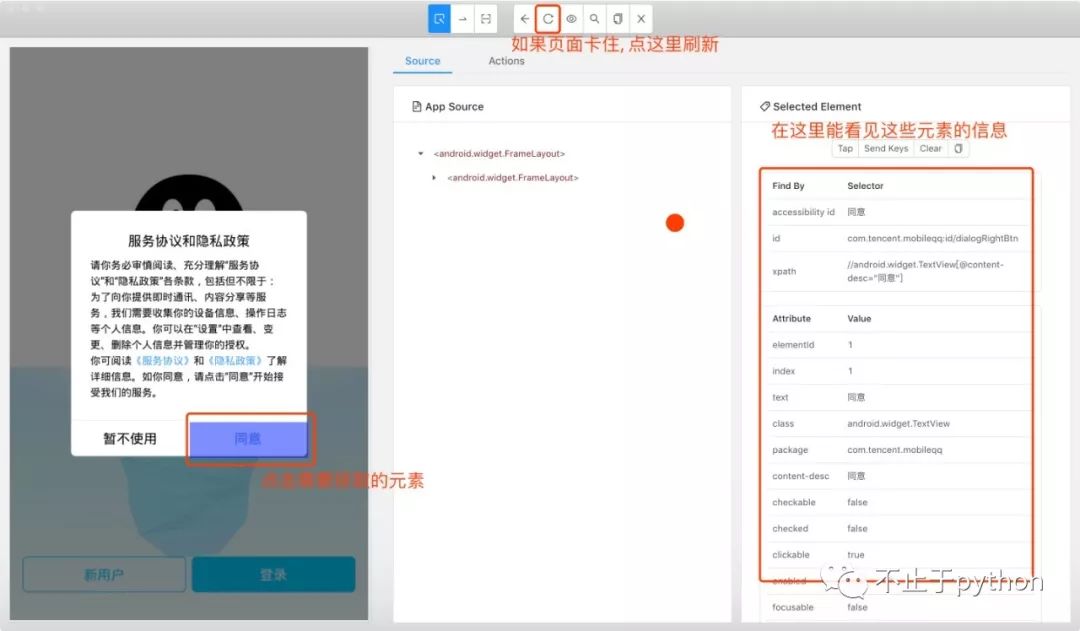 如果页面卡住,点这里刷新
Source
Actions
App Source
<android.widget.FrameLayout>
<android.widget.FrameLayout>
服务协议和隐私政策
请你务必审慎阅读、充分理解"服务协
议"和"隐私政策"各条款，包括但不限于：
为了向你提供即时通讯、内容分享等服
务，我们需要收集你的设备信息、操作日志
等个人信息。你可以在"设置"中查看、变
更、删除个人信息并管理你的授权。
你可阅读《服务协议》和《隐私政策》了解
详细信息。如你同意，请点击"同意"开始接
受我们的服务。
暂不使用
同意
的元素
新用户
登录
Selected Element
在这里能看见这些元素的信息
Tap
Send Keys
Clear
Find By Selector
accessibility id 同意
id com.tencent.mobileqq:id/dialogRightBtn
xpath //android.widget.TextView[@content-
desc="同意"]
Attribute Value
elementId 1
index 1
text 同意
class android.widget.TextView
package com.tencent.mobileqq
content-desc 同意
checkable false
checked false
clickable true
enabled
focusable false
不止于python